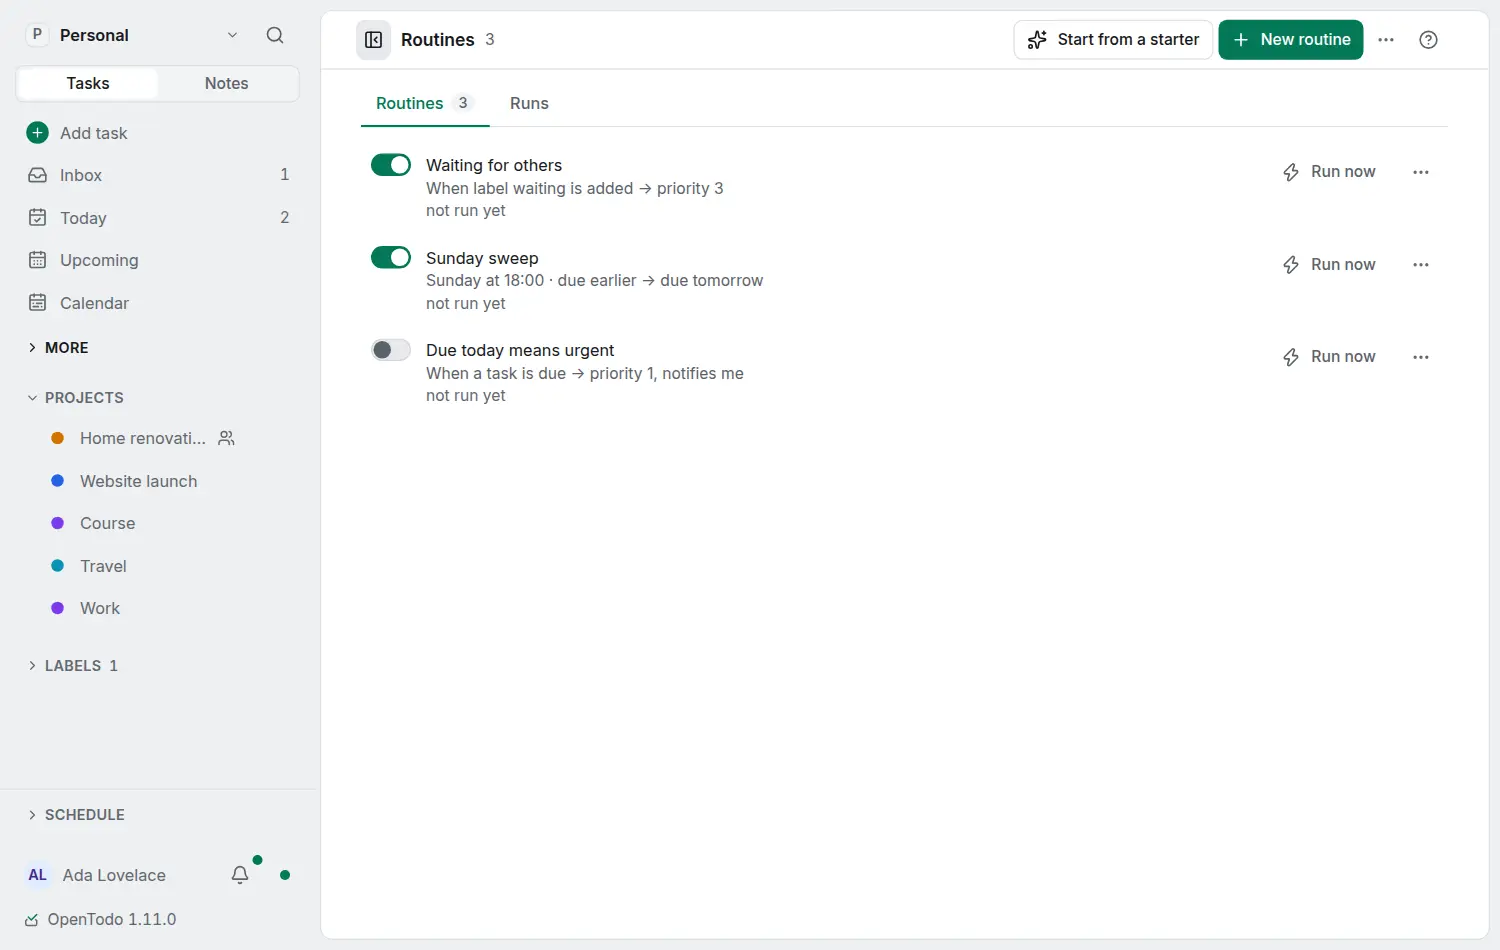 P Personal
Tasks Notes
Add task
Inbox 1
Today 2
Upcoming
Calendar
MORE
PROJECTS
Home renovati...
Website launch
Course
Travel
Work
LABELS 1
SCHEDULE
AL Ada Lovelace
OpenTodo 1.11.0
Routines 3
Start from a starter
New routine
Routines 3
Runs
Waiting for others
When label waiting is added → priority 3
not run yet
Run now
Sunday sweep
Sunday at 18:00 · due earlier → due tomorrow
not run yet
Run now
Due today means urgent
When a task is due → priority 1, notifies me
not run yet
Run now